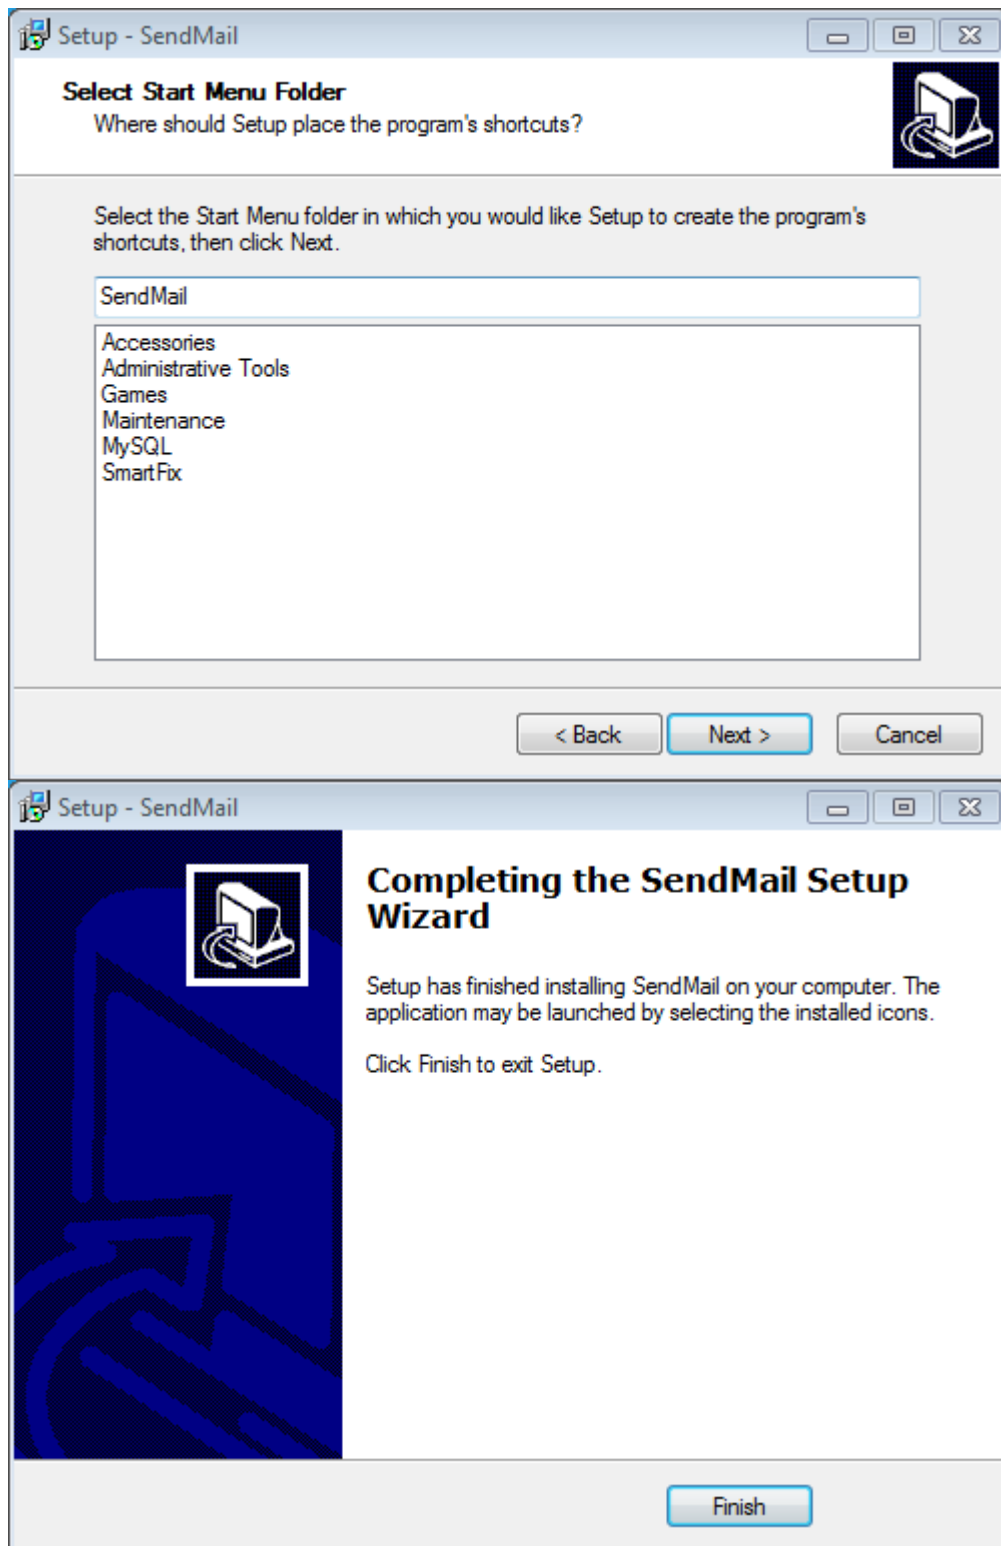 Setup - SendMail
Select Start Menu Folder
Where should Setup place the program's shortcuts?
Select the Start Menu folder in which you would like Setup to create the program's
shortcuts, then click Next.
SendMail
Accessories
Administrative Tools
Games
Maintenance
MySQL
SmartFix
< Back
Next >
Cancel
Setup - SendMail
Completing the SendMail Setup
Wizard
Setup has finished installing SendMail on your computer. The
application may be launched by selecting the installed icons.
Click Finish to exit Setup.
Finish